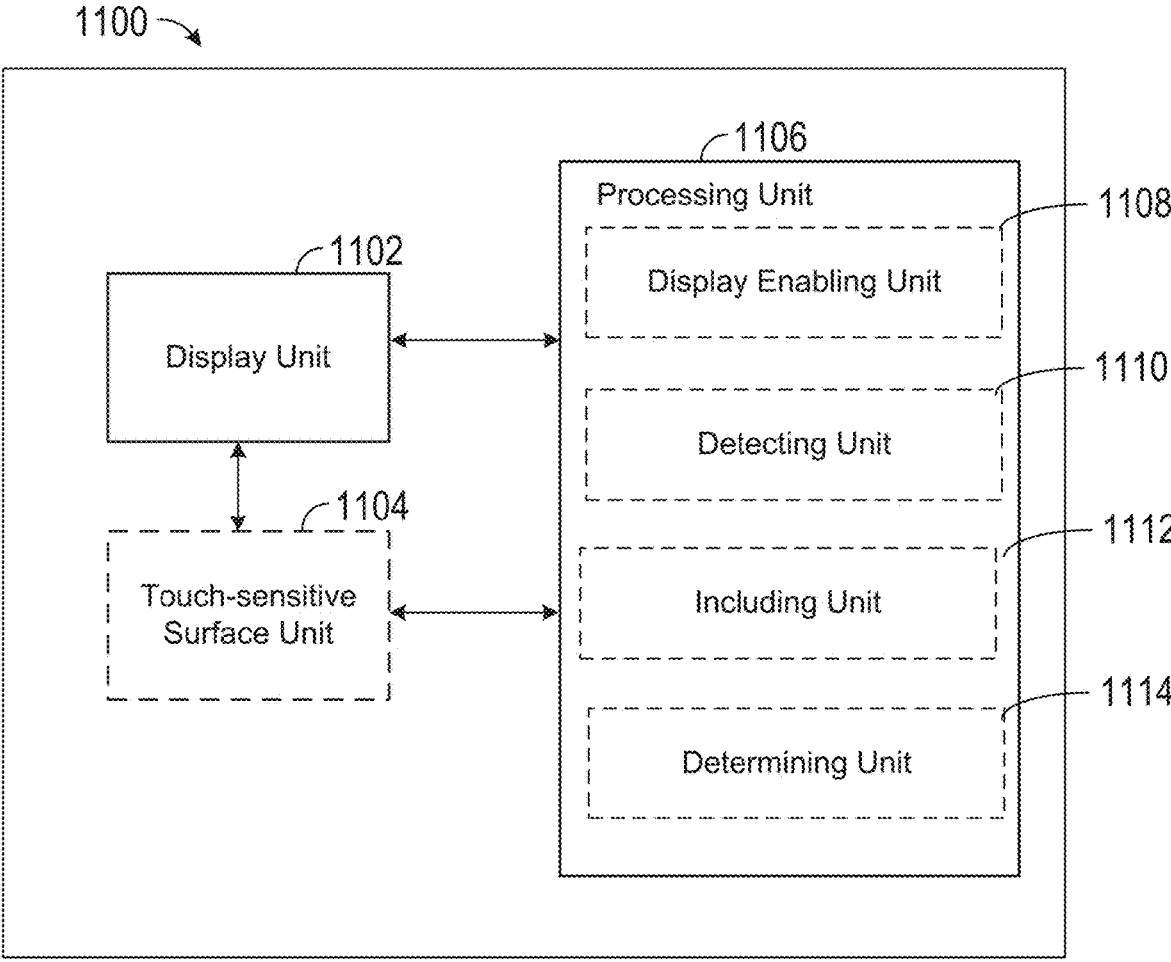 1100
1106
Processing Unit
1108
Display Enabling Unit
1102
Display Unit
1110
Detecting Unit
1104
Touch-sensitive
Surface Unit
1112
Including Unit
1114
Determining Unit